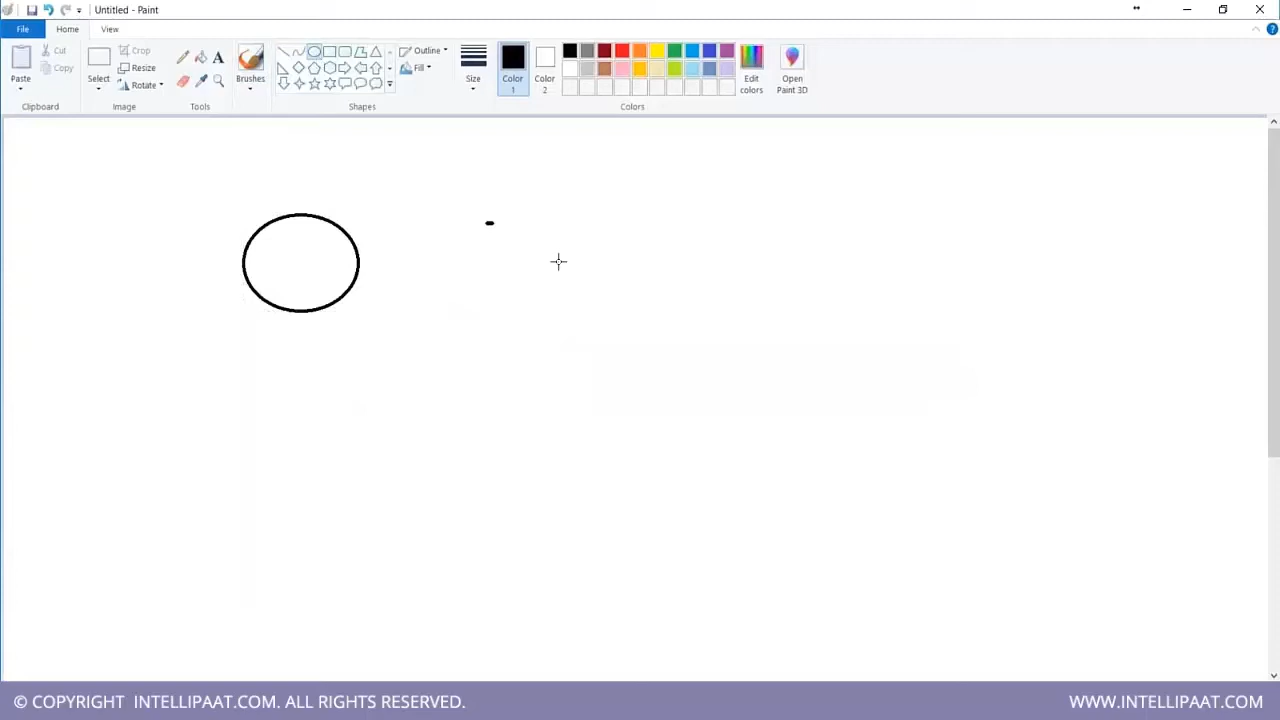 Untitled - Paint
File
Home
View
Paste
Cut
Copy
Clipboard
Select
Crop
Resize
Rotate
Image
A
Tools
Brushes
Shapes
Outline
Fill
Size
Color
1
Color
2
Edit
colors
Colors
Open
Paint 3D
© COPYRIGHT INTELLIPAAT.COM. ALL RIGHTS RESERVED.
WWW.INTELLIPAAT.COM